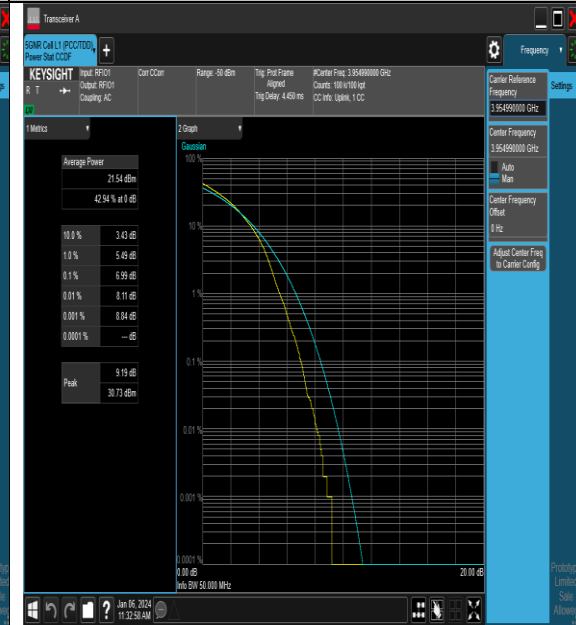 Transceiver A
5GNR Cell L1 (PCC/TDD),
Power Stat CCDF
+
Frequency
KEYSIGHT
R T
Input: RFIO1
Output: RFIO1
Coupling: AC
Corr CCorr
Range: -50 dBm
Trig: Prot Frame
Aligned
Trig Delay: 4.450 ms
#Center Freq: 3.954990000 GHz
Counts: 100 k/100 kpt
CC Info: Uplink, 1 CC
Carrier Reference
Frequency
3.954990000 GHz
Settings
Center Frequency
3.954990000 GHz
Auto
Man
Center Frequency
Offset
0 Hz
Adjust Center Freq
to Carrier Config
1 Metrics
2 Graph
Gaussian
Average Power
21.54 dBm
42.94 % at 0 dB
10.0 % 3.43 dB
1.0 % 5.49 dB
0.1 % 6.99 dB
0.01 % 8.11 dB
0.001 % 8.84 dB
0.0001 % --- dB
Peak
9.19 dB
30.73 dBm
100 %
10 %
1 %
0.1 %
0.01 %
0.001 %
0.0001 %
0.00 dB
20.00 dB
Info BW 50.000 MHz
?
Jan 06, 2024
11:32:50 AM